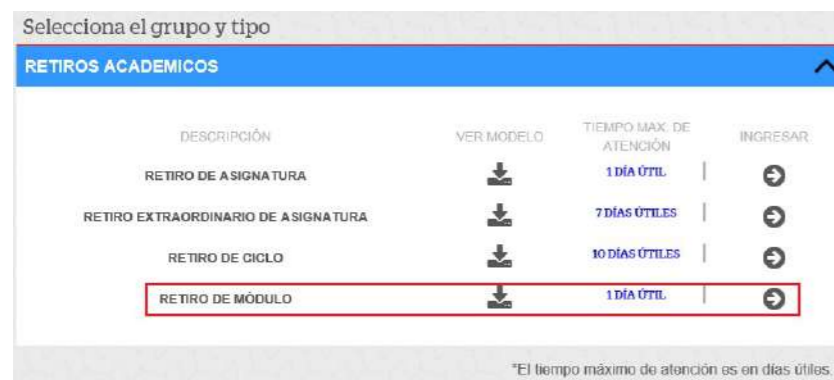 Selecciona el grupo y tipo
RETIROS ACADEMICOS
DESCRIPCIÓN VER MODELO TIEMPO MAX. DE ATENCIÓN INGRESAR
RETIRO DE ASIGNATURA 1 DÍA ÚTIL
RETIRO EXTRAORDINARIO DE ASIGNATURA 7 DÍAS ÚTILES
RETIRO DE CICLO 10 DÍAS ÚTILES
RETIRO DE MÓDULO 1 DÍA ÚTIL
*El tiempo máximo de atención es en días útiles.